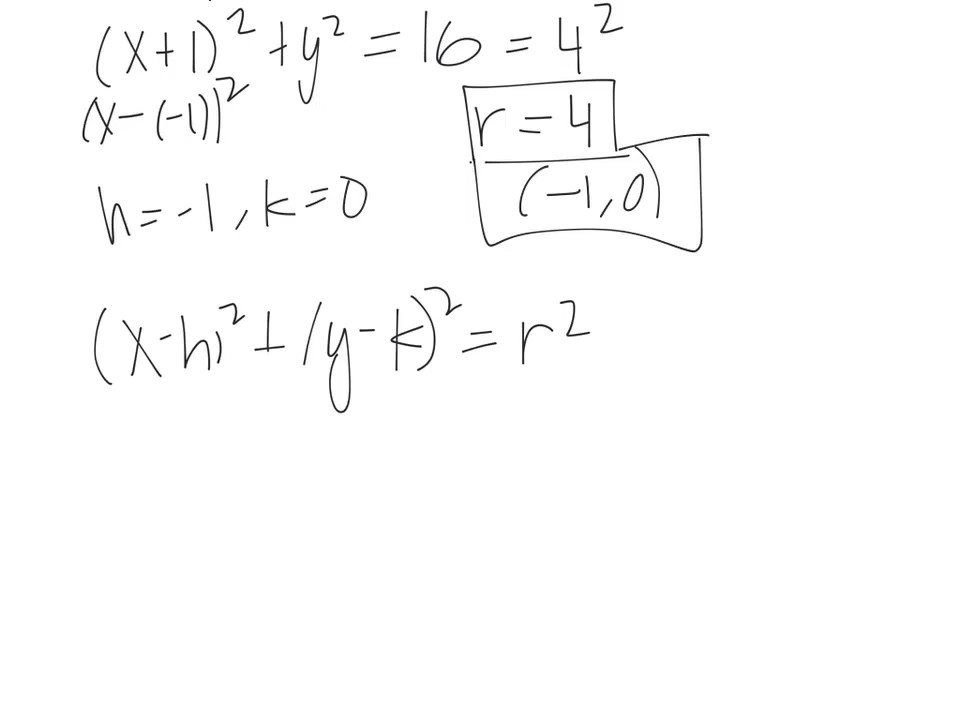 (x+1)² + y² = 16 = 4²
(x-(-1))²
r = 4
h = -1, k = 0
(-1, 0)
(x-h)² + (y-k)² = r²